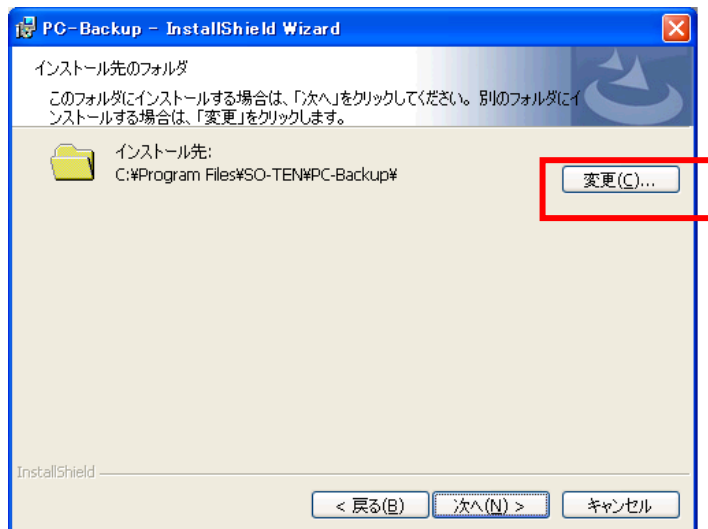 PC-Backup - InstallShield Wizard
インストール先のフォルダ
このフォルダにインストールする場合は、「次へ」をクリックしてください。別のフォルダにイ
ンストールする場合は、「変更」をクリックします。
インストール先:
C:¥Program Files¥SO-TEN¥PC-Backup¥
変更(C)...
InstallShield
< 戻る(B)
次へ(N) >
キャンセル